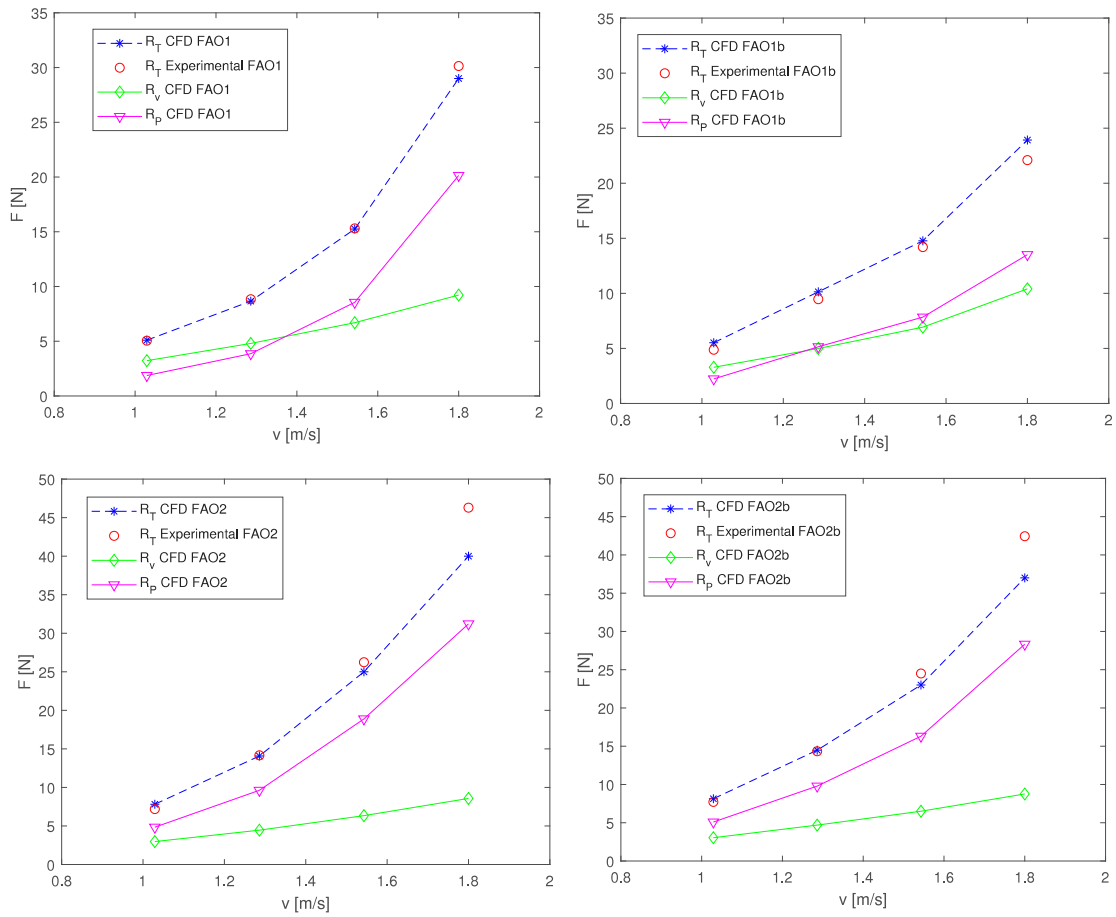 35
30
25
20
15
10
5
0
F [N]
R_T CFD FAO1
R_T Experimental FAO1
R_v CFD FAO1
R_P CFD FAO1
0.8 1 1.2 1.4 1.6 1.8 2
v [m/s]
35
30
25
20
15
10
5
0
F [N]
R_T CFD FAO1b
R_T Experimental FAO1b
R_v CFD FAO1b
R_P CFD FAO1b
0.8 1 1.2 1.4 1.6 1.8 2
v [m/s]
50
45
40
35
30
25
20
15
10
5
0
F [N]
R_T CFD FAO2
R_T Experimental FAO2
R_v CFD FAO2
R_P CFD FAO2
0.8 1 1.2 1.4 1.6 1.8 2
v [m/s]
50
45
40
35
30
25
20
15
10
5
0
F [N]
R_T CFD FAO2b
R_T Experimental FAO2b
R_v CFD FAO2b
R_P CFD FAO2b
0.8 1 1.2 1.4 1.6 1.8 2
v [m/s]